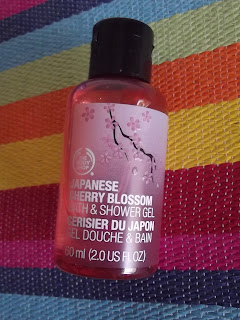 THE BODY SHOP
JAPANESE
CHERRY BLOSSOM
BATH & SHOWER GEL
CERISIER DU JAPON
GEL DOUCHE & BAIN
60 ml (2.0 US FL OZ)